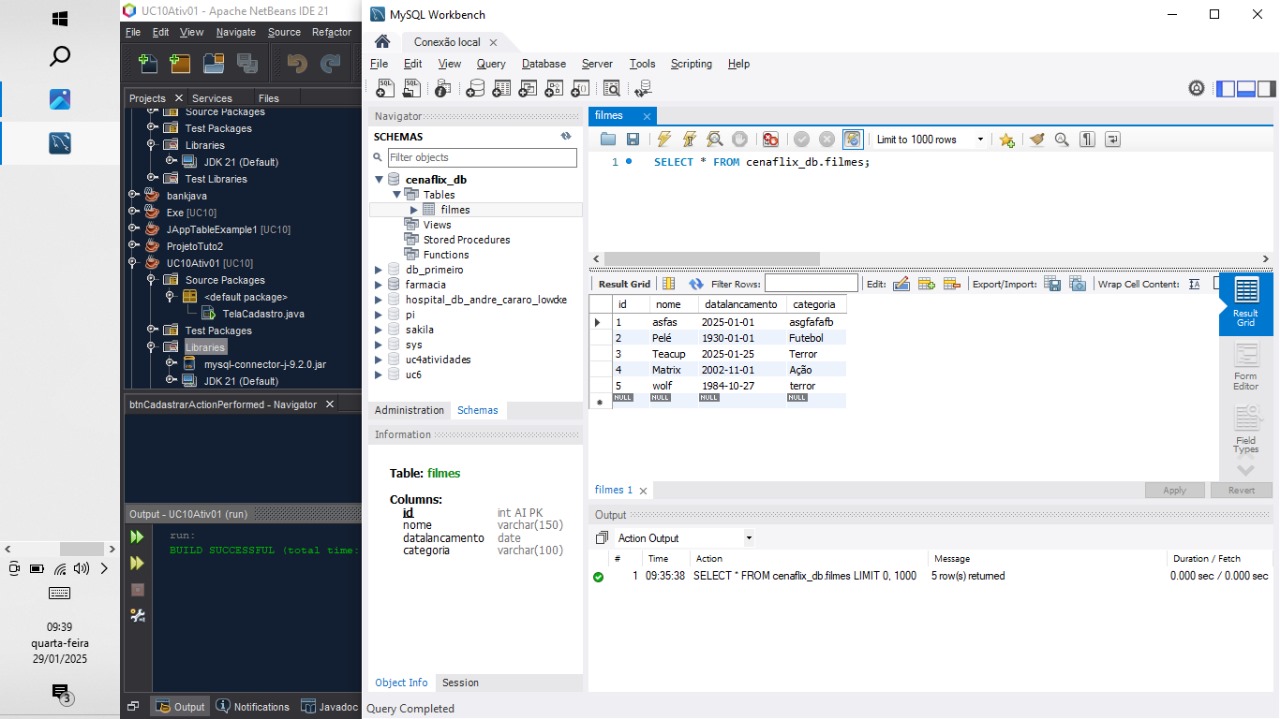 UC10Ativ01 - Apache NetBeans IDE 21
File Edit View Navigate Source Refactor
Projects Services Files
Source Packages
Test Packages
Libraries
JDK 21 (Default)
Test Libraries
bankjava
Exe [UC10]
JAppTableExample1 [UC10]
ProjetoTuto2
UC10Ativ01 [UC10]
Source Packages
<default package>
TelaCadastro.java
Test Packages
Libraries
mysql-connector-j-9.2.0.jar
JDK 21 (Default)
btnCadastrarActionPerformed - Navigator
Output - UC10Ativ01 (run)
run:
BUILD SUCCESSFUL (total time:
Output Notifications Javadoc
09:39
quarta-feira
29/01/2025
3
MySQL Workbench
Conexão local
File Edit View Query Database Server Tools Scripting Help
Navigator
SCHEMAS
Filter objects
cenaflix_db
Tables
filmes
Views
Stored Procedures
Functions
db_primeiro
farmacia
hospital_db_andre_cararo_lowdke
pi
sakila
sys
uc4atividades
uc6
Administration Schemas
Information
Table: filmes
Columns:
id int AI PK
nome varchar(150)
datalancamento date
categoria varchar(100)
Object Info Session
Query Completed
filmes
Limit to 1000 rows
1 SELECT * FROM cenaflix_db.filmes;
Result Grid Filter Rows: Edit: Export/Import: Wrap Cell Content:
id nome datalancamento categoria
1 asfas 2025-01-01 asgfafafb
2 Pelé 1930-01-01 Futebol
3 Teacup 2025-01-25 Terror
4 Matrix 2002-11-01 Ação
5 wolf 1984-10-27 terror
NULL NULL NULL NULL
Result
Grid
Form
Editor
Field
Types
filmes 1 Apply Revert
Output
Action Output
# Time Action Message Duration / Fetch
1 09:35:38 SELECT * FROM cenaflix_db.filmes LIMIT 0, 1000 5 row(s) returned 0.000 sec / 0.000 sec